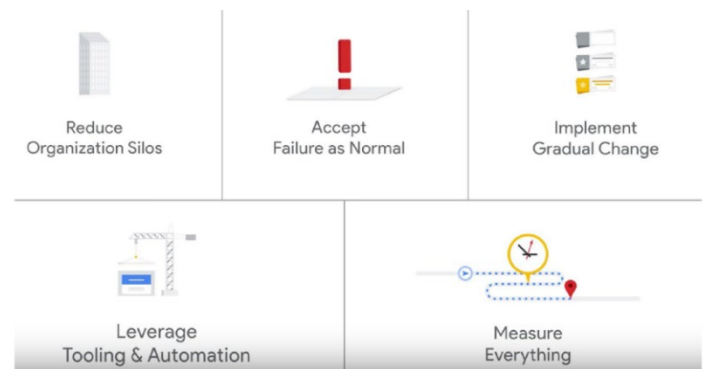 Reduce
Organization Silos
Accept
Failure as Normal
Implement
Gradual Change
Leverage
Tooling & Automation
Measure
Everything